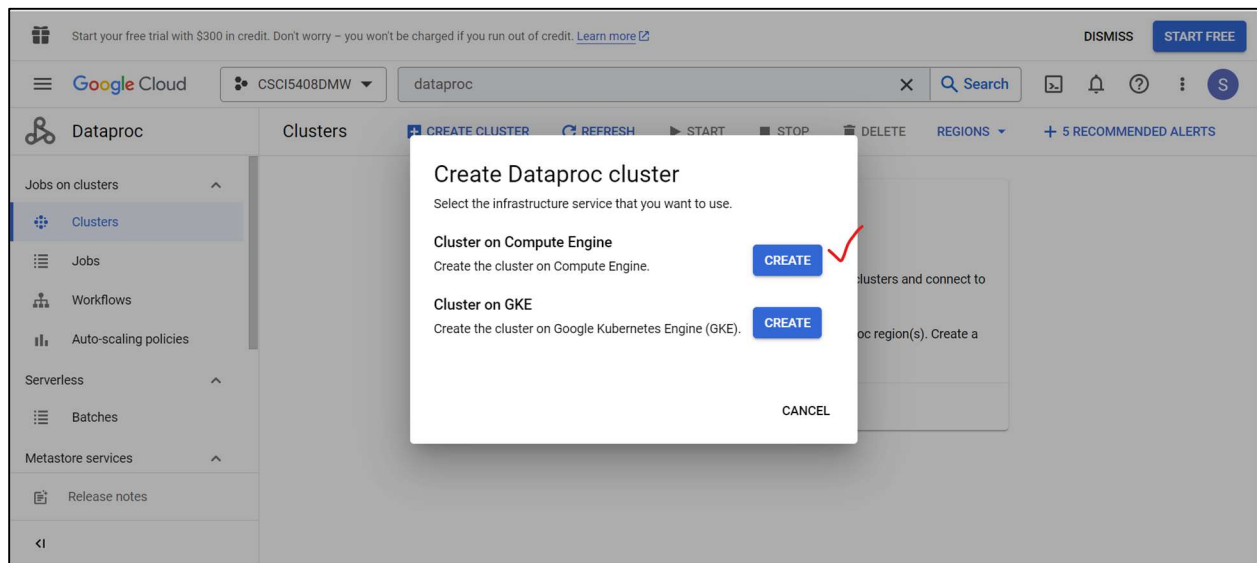 Start your free trial with $300 in credit. Don't worry – you won't be charged if you run out of credit. Learn more
DISMISS
START FREE
Google Cloud
CSCI5408DMW
dataproc
Search
S
Dataproc
Clusters
CREATE CLUSTER
REFRESH
START
STOP
DELETE
REGIONS
+ 5 RECOMMENDED ALERTS
Jobs on clusters
Clusters
Jobs
Workflows
Auto-scaling policies
Serverless
Batches
Metastore services
Release notes
Create Dataproc cluster
Select the infrastructure service that you want to use.
Cluster on Compute Engine
Create the cluster on Compute Engine.
CREATE
Cluster on GKE
Create the cluster on Google Kubernetes Engine (GKE).
CREATE
CANCEL
clusters and connect to
oc region(s). Create a